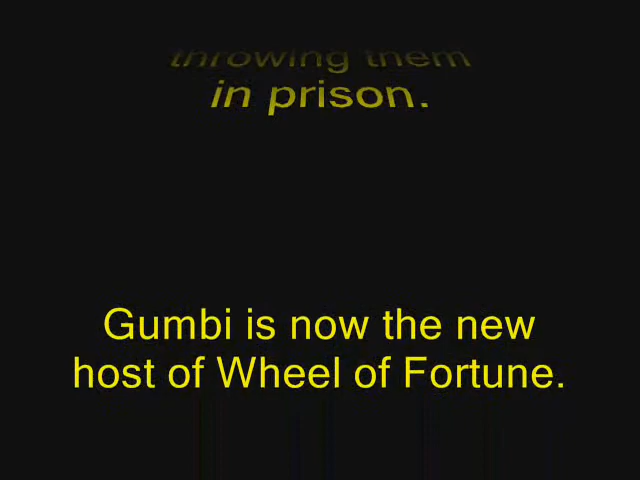 throwing them
in prison.
Gumbi is now the new
host of Wheel of Fortune.